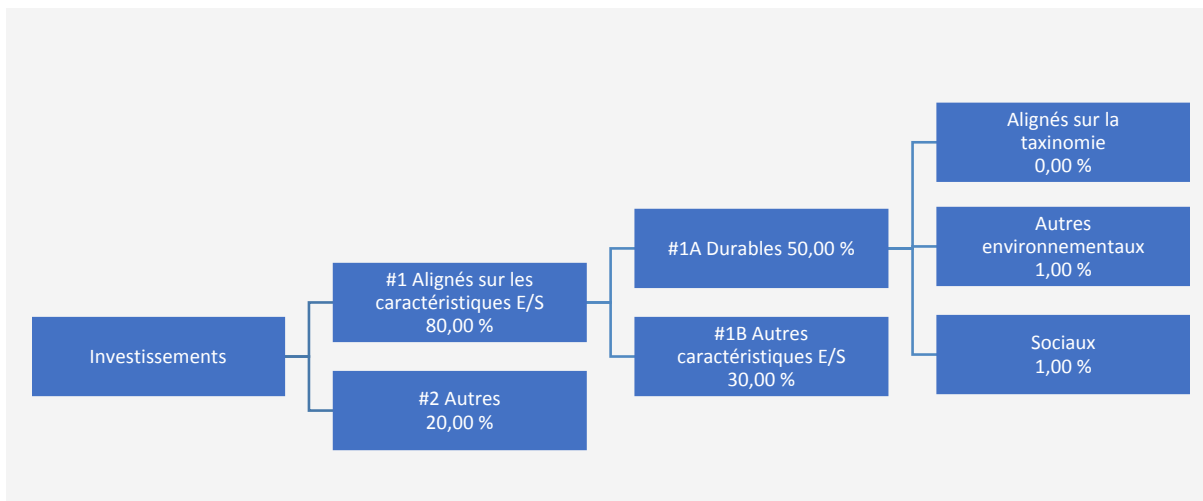 Investissements
#1 Alignés sur les
caractéristiques E/S
80,00 %
#2 Autres
20,00 %
#1A Durables 50,00 %
#1B Autres
caractéristiques E/S
30,00 %
Alignés sur la
taxinomie
0,00 %
Autres
environnementaux
1,00 %
Sociaux
1,00 %